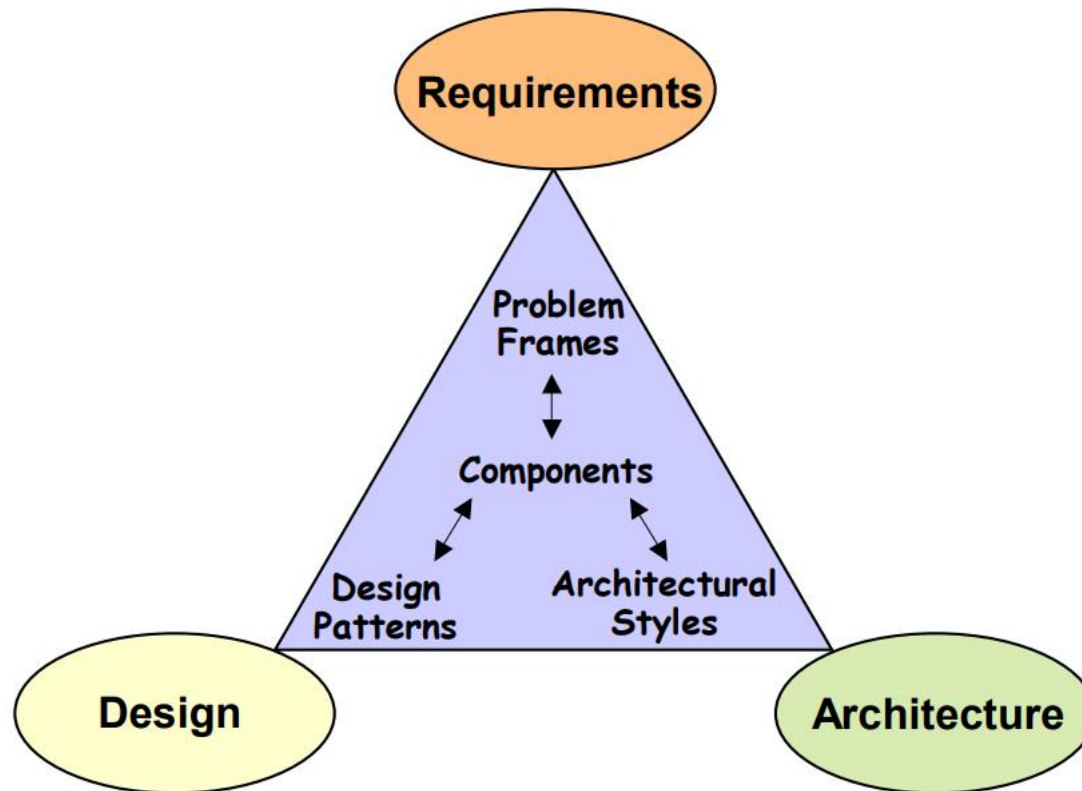 Requirements
Problem
Frames
Components
Design
Patterns
Architectural
Styles
Design
Architecture